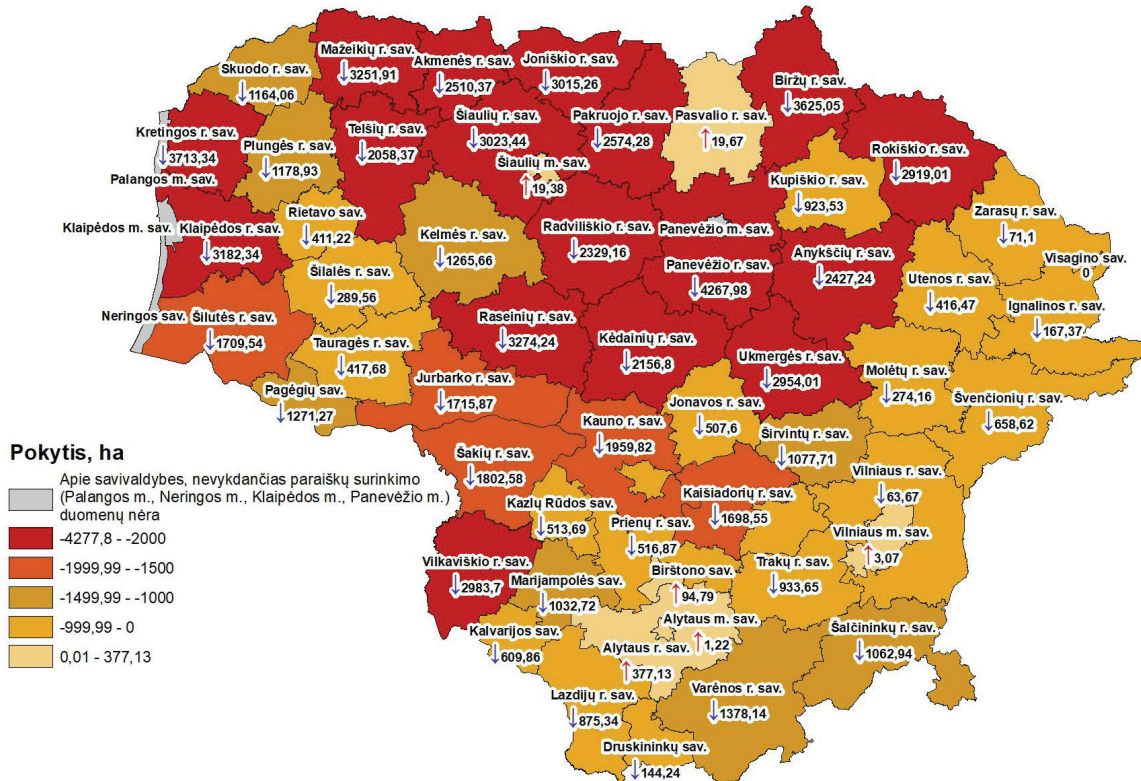 Mažeikių r. sav.
↓3251,91
Akmenės r. sav.
↓2510,37
Joniškio r. sav.
↓3015,26
Skuodo r. sav.
↓1164,06
Biržų r. sav.
↓3625,05
Kretingos r. sav.
↓3713,34
Plungės r. sav.
↓1178,93
Telšių r. sav.
↓2058,37
Šiaulių r. sav.
↓3023,44
Pakruojo r. sav.
↓2574,28
Pasvalio r. sav.
↑19,67
Rokiškio r. sav.
↓2919,01
Šiaulių m. sav.
↑19,38
Palangos m. sav.
Kupiškio r. sav.
↓923,53
Klaipėdos m. sav.
Klaipėdos r. sav.
↓3182,34
Rietavo sav.
↓411,22
Kelmės r. sav.
↓1265,66
Radviliškio r. sav.
↓2329,16
Panevėžio m. sav.
Panevėžio r. sav.
↓4267,98
Anykščių r. sav.
↓2427,24
Zarasų r. sav.
↓71,1
Visagino sav.
0
Utenos r. sav.
↓416,47
Ignalinos r. sav.
↓167,37
Šilalės r. sav.
↓289,56
Neringos sav.
Šilutės r. sav.
↓1709,54
Tauragės r. sav.
↓417,68
Raseinių r. sav.
↓3274,24
Kėdainių r. sav.
↓2156,8
Ukmergės r. sav.
↓2954,01
Molėtų r. sav.
↓274,16
Švenčionių r. sav.
↓658,62
Pagėgių sav.
↓1271,27
Jurbarko r. sav.
↓1715,87
Jonavos r. sav.
↓507,6
Kauno r. sav.
↓1959,82
Širvintų r. sav.
↓1077,71
Šakių r. sav.
↓1802,58
Vilniaus r. sav.
↓63,67
Kaišiadorių r. sav.
↓1698,55
Kazlų Rūdos sav.
↓513,69
Prienų r. sav.
↓516,87
Vilniaus m. sav.
↑3,07
Vilkaviškio r. sav.
↓2983,7
Marijampolės sav.
↓1032,72
Birštono sav.
↑94,79
Trakų r. sav.
↓933,65
Kalvarijos sav.
↓609,86
Alytaus m. sav.
↑1,22
Alytaus r. sav.
↑377,13
Šalčininkų r. sav.
↓1062,94
Lazdijų r. sav.
↓875,34
Varėnos r. sav.
↓1378,14
Druskininkų sav.
↓144,24
Pokytis, ha
Apie savivaldybes, nevykdančias paraiškų surinkimo
(Palangos m., Neringos m., Klaipėdos m., Panevėžio m.)
duomenų nėra
-4277,8 - -2000
-1999,99 - -1500
-1499,99 - -1000
-999,99 - 0
0,01 - 377,13